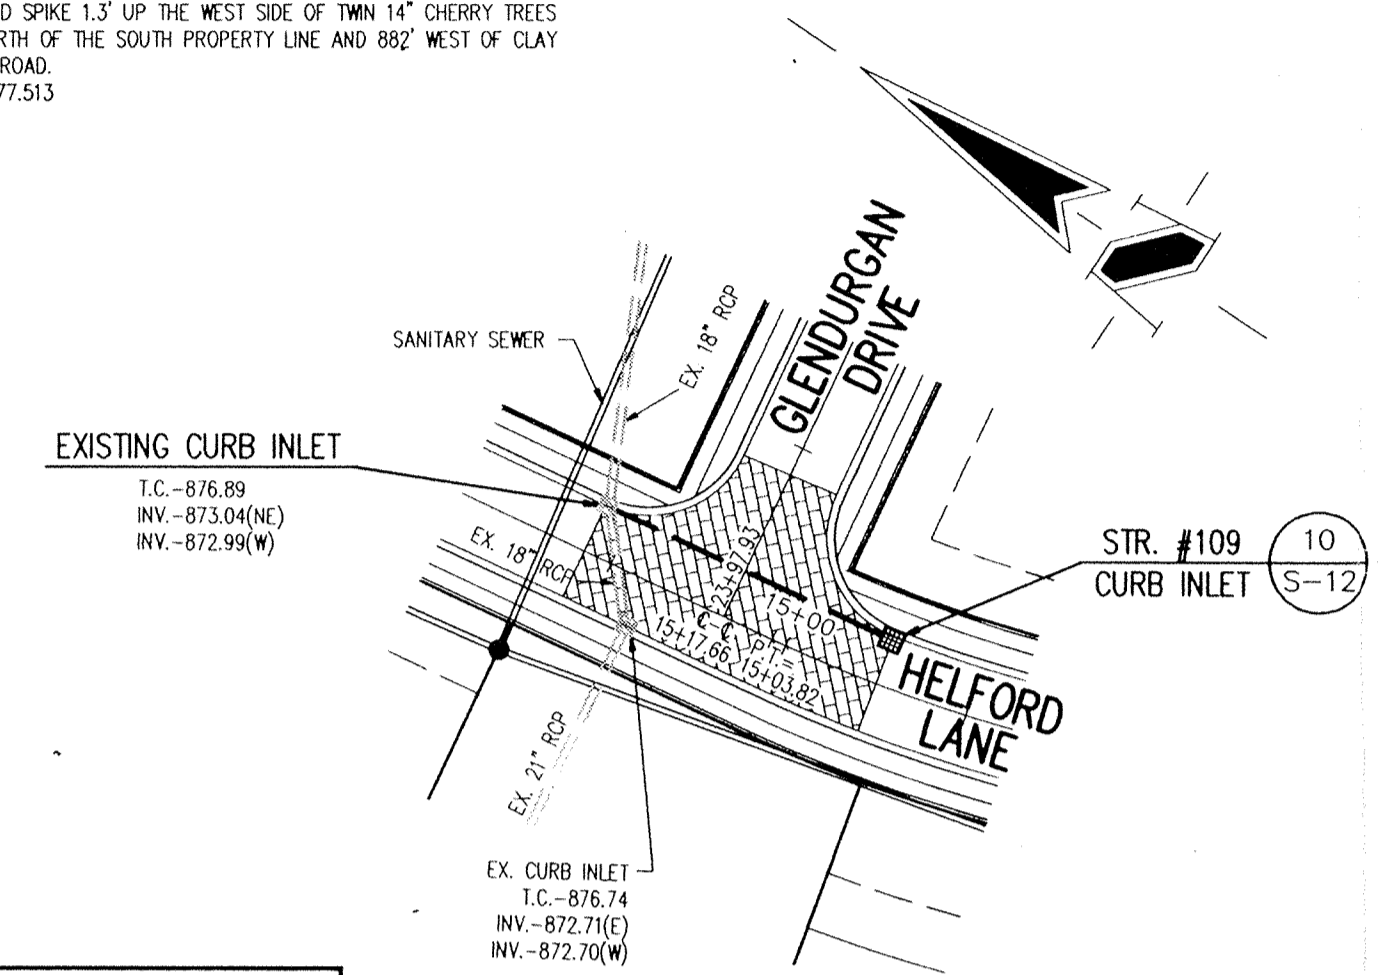 D SPIKE 1.3' UP THE WEST SIDE OF TWIN 14" CHERRY TREES
RTH OF THE SOUTH PROPERTY LINE AND 882' WEST OF CLAY
ROAD.
77.513
GLENDURGAN
DRIVE
SANITARY SEWER
EX. 18" RCP
EXISTING CURB INLET
T.C.-876.89
INV.-873.04(NE)
INV.-872.99(W)
EX. 18" RCP
23+97.93
15+00
℄ ℄ P.T.=
15+17.66 15+03.82
STR. #109
CURB INLET
10
S-12
HELFORD
LANE
EX. 21" RCP
EX. CURB INLET
T.C.-876.74
INV.-872.71(E)
INV.-872.70(W)